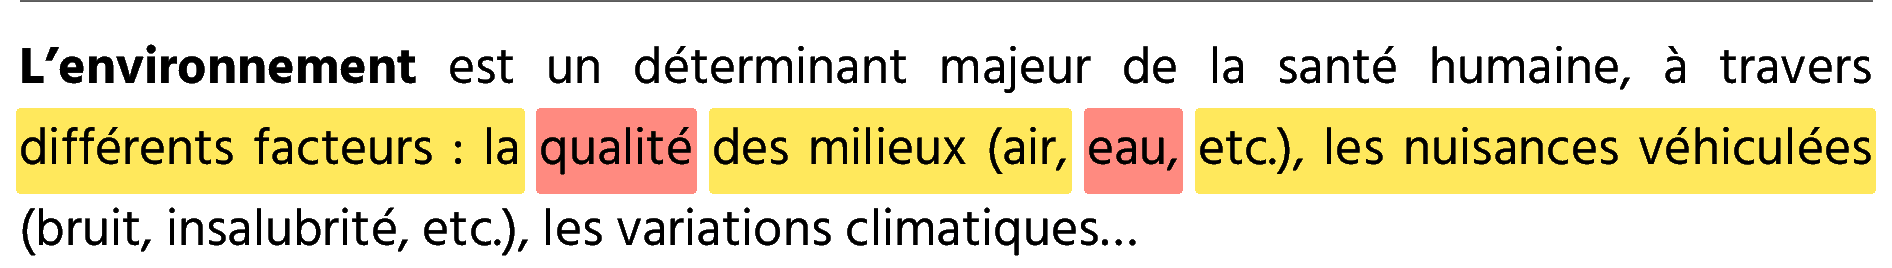 L’environnement est un déterminant majeur de la santé humaine, à travers
différents facteurs : la qualité des milieux (air, eau, etc.), les nuisances véhiculées
(bruit, insalubrité, etc.), les variations climatiques…